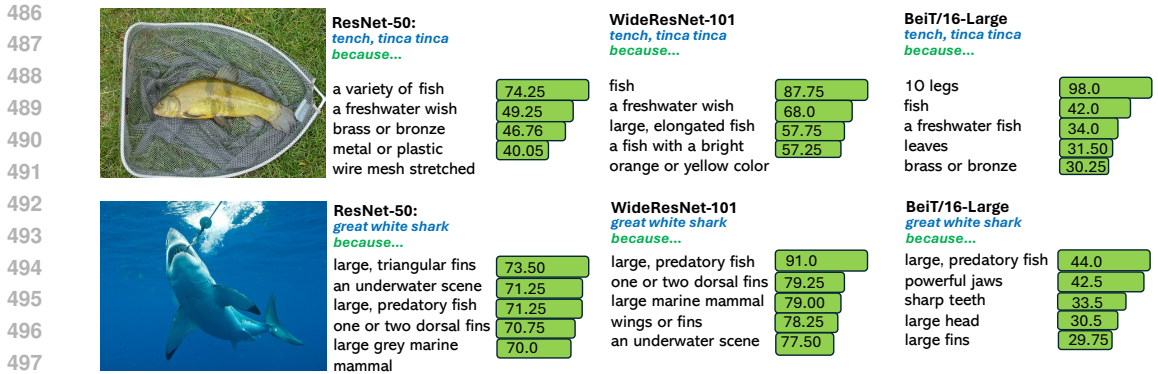 486
487
488
489
490
491
492
493
494
495
496
497
ResNet-50:
tench, tinca tinca
because...
a variety of fish 74.25
a freshwater wish 49.25
brass or bronze 46.76
metal or plastic 40.05
wire mesh stretched
WideResNet-101
tench, tinca tinca
because...
fish 87.75
a freshwater wish 68.0
large, elongated fish 57.75
a fish with a bright 57.25
orange or yellow color
BeiT/16-Large
tench, tinca tinca
because...
10 legs 98.0
fish 42.0
a freshwater fish 34.0
leaves 31.50
brass or bronze 30.25
ResNet-50:
great white shark
because...
large, triangular fins 73.50
an underwater scene 71.25
large, predatory fish 71.25
one or two dorsal fins 70.75
large grey marine 70.0
mammal
WideResNet-101
great white shark
because...
large, predatory fish 91.0
one or two dorsal fins 79.25
large marine mammal 79.00
wings or fins 78.25
an underwater scene 77.50
BeiT/16-Large
great white shark
because...
large, predatory fish 44.0
powerful jaws 42.5
sharp teeth 33.5
large head 30.5
large fins 29.75